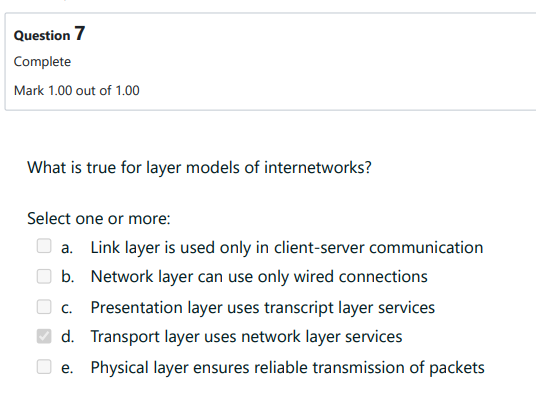 Question 7
Complete
Mark 1.00 out of 1.00
What is true for layer models of internetworks?
Select one or more:
a. Link layer is used only in client-server communication
b. Network layer can use only wired connections
c. Presentation layer uses transcript layer services
d. Transport layer uses network layer services
e. Physical layer ensures reliable transmission of packets